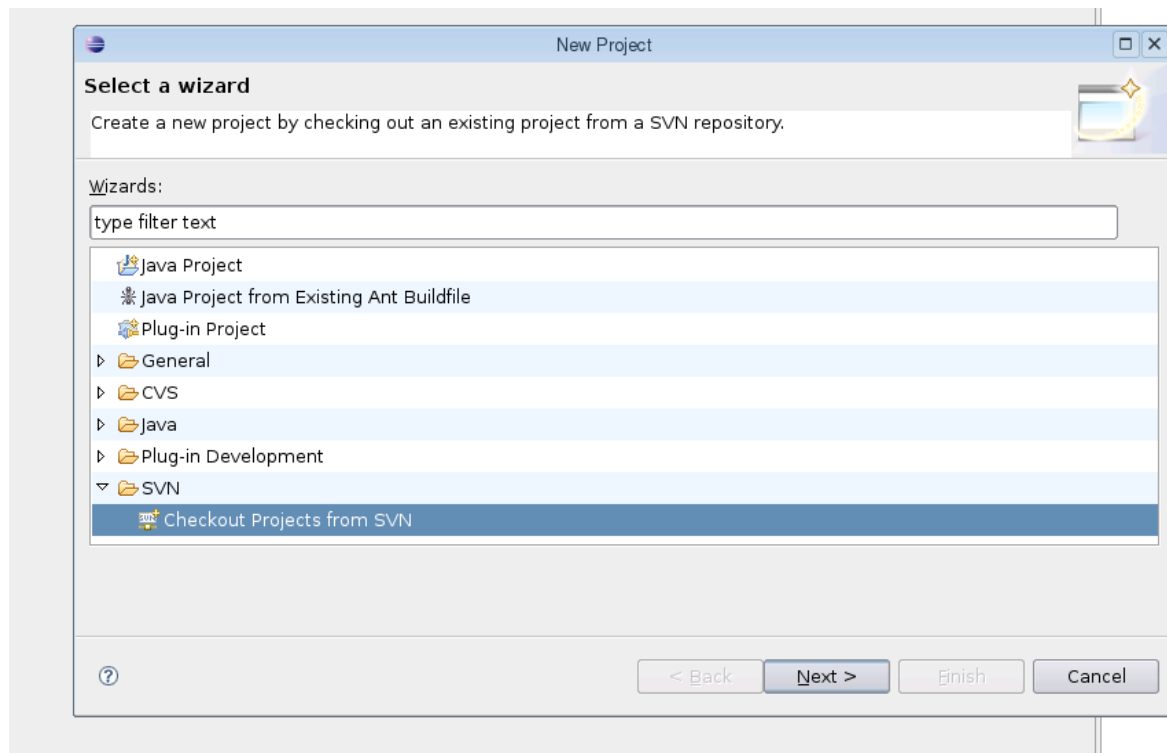 New Project
Select a wizard
Create a new project by checking out an existing project from a SVN repository.
Wizards:
type filter text
Java Project
Java Project from Existing Ant Buildfile
Plug-in Project
General
CVS
Java
Plug-in Development
SVN
Checkout Projects from SVN
< Back Next > Finish Cancel